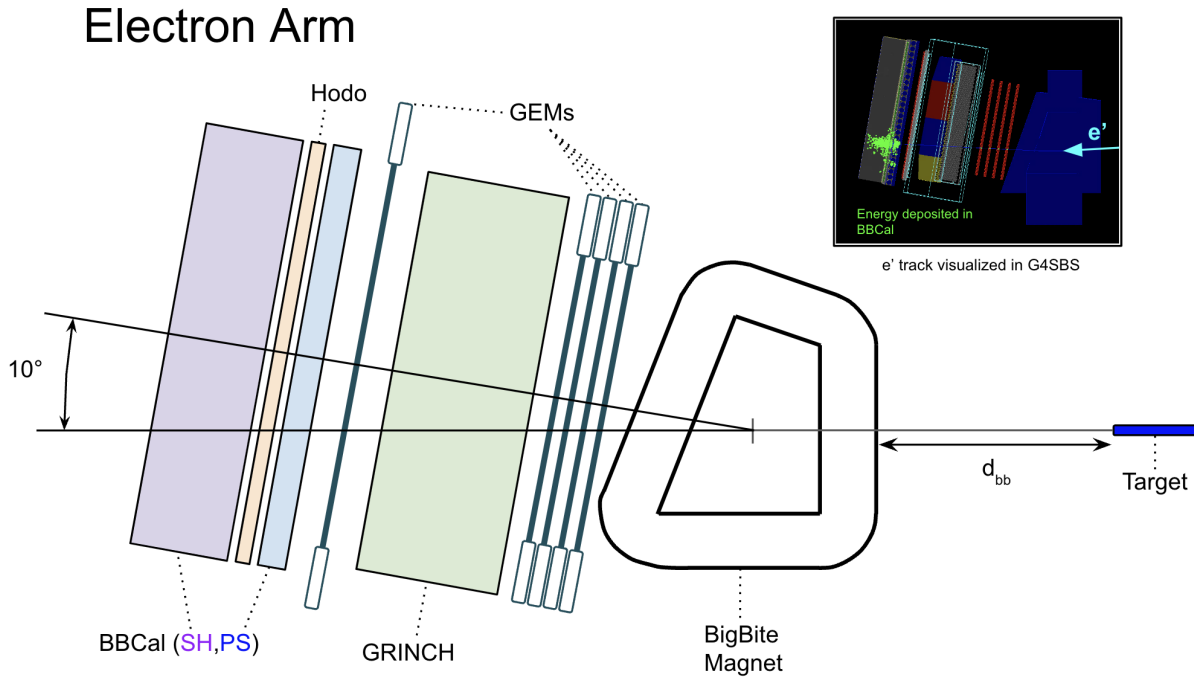 Electron Arm
Hodo
GEMs
e'
Energy deposited in
BBCal
e' track visualized in G4SBS
10°
d_bb
Target
BBCal (SH,PS)
GRINCH
BigBite
Magnet